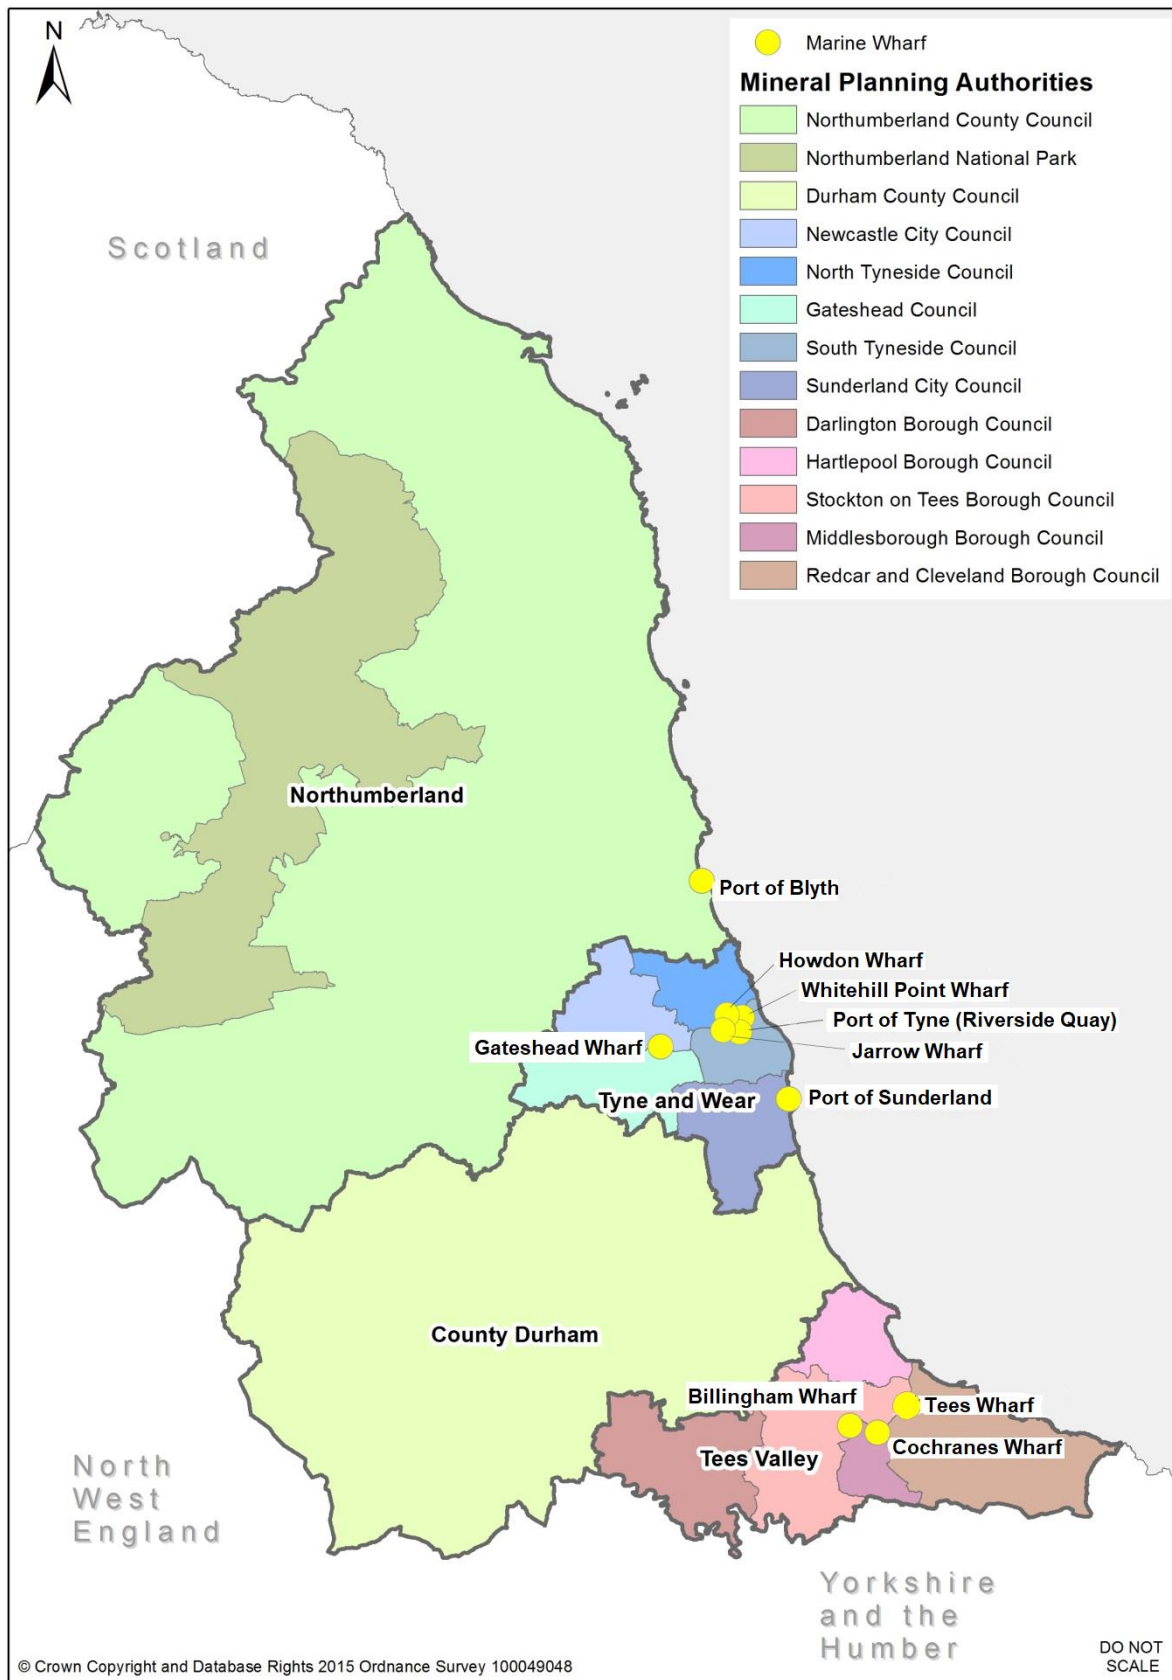 N
Marine Wharf
Mineral Planning Authorities
Northumberland County Council
Northumberland National Park
Durham County Council
Newcastle City Council
North Tyneside Council
Gateshead Council
South Tyneside Council
Sunderland City Council
Darlington Borough Council
Hartlepool Borough Council
Stockton on Tees Borough Council
Middlesborough Borough Council
Redcar and Cleveland Borough Council
Scotland
Northumberland
Port of Blyth
Howdon Wharf
Whitehill Point Wharf
Port of Tyne (Riverside Quay)
Jarrow Wharf
Gateshead Wharf
Tyne and Wear
Port of Sunderland
County Durham
Billingham Wharf
Tees Wharf
Cochranes Wharf
Tees Valley
North
West
England
Yorkshire
and the
Humber
DO NOT
SCALE
© Crown Copyright and Database Rights 2015 Ordnance Survey 100049048